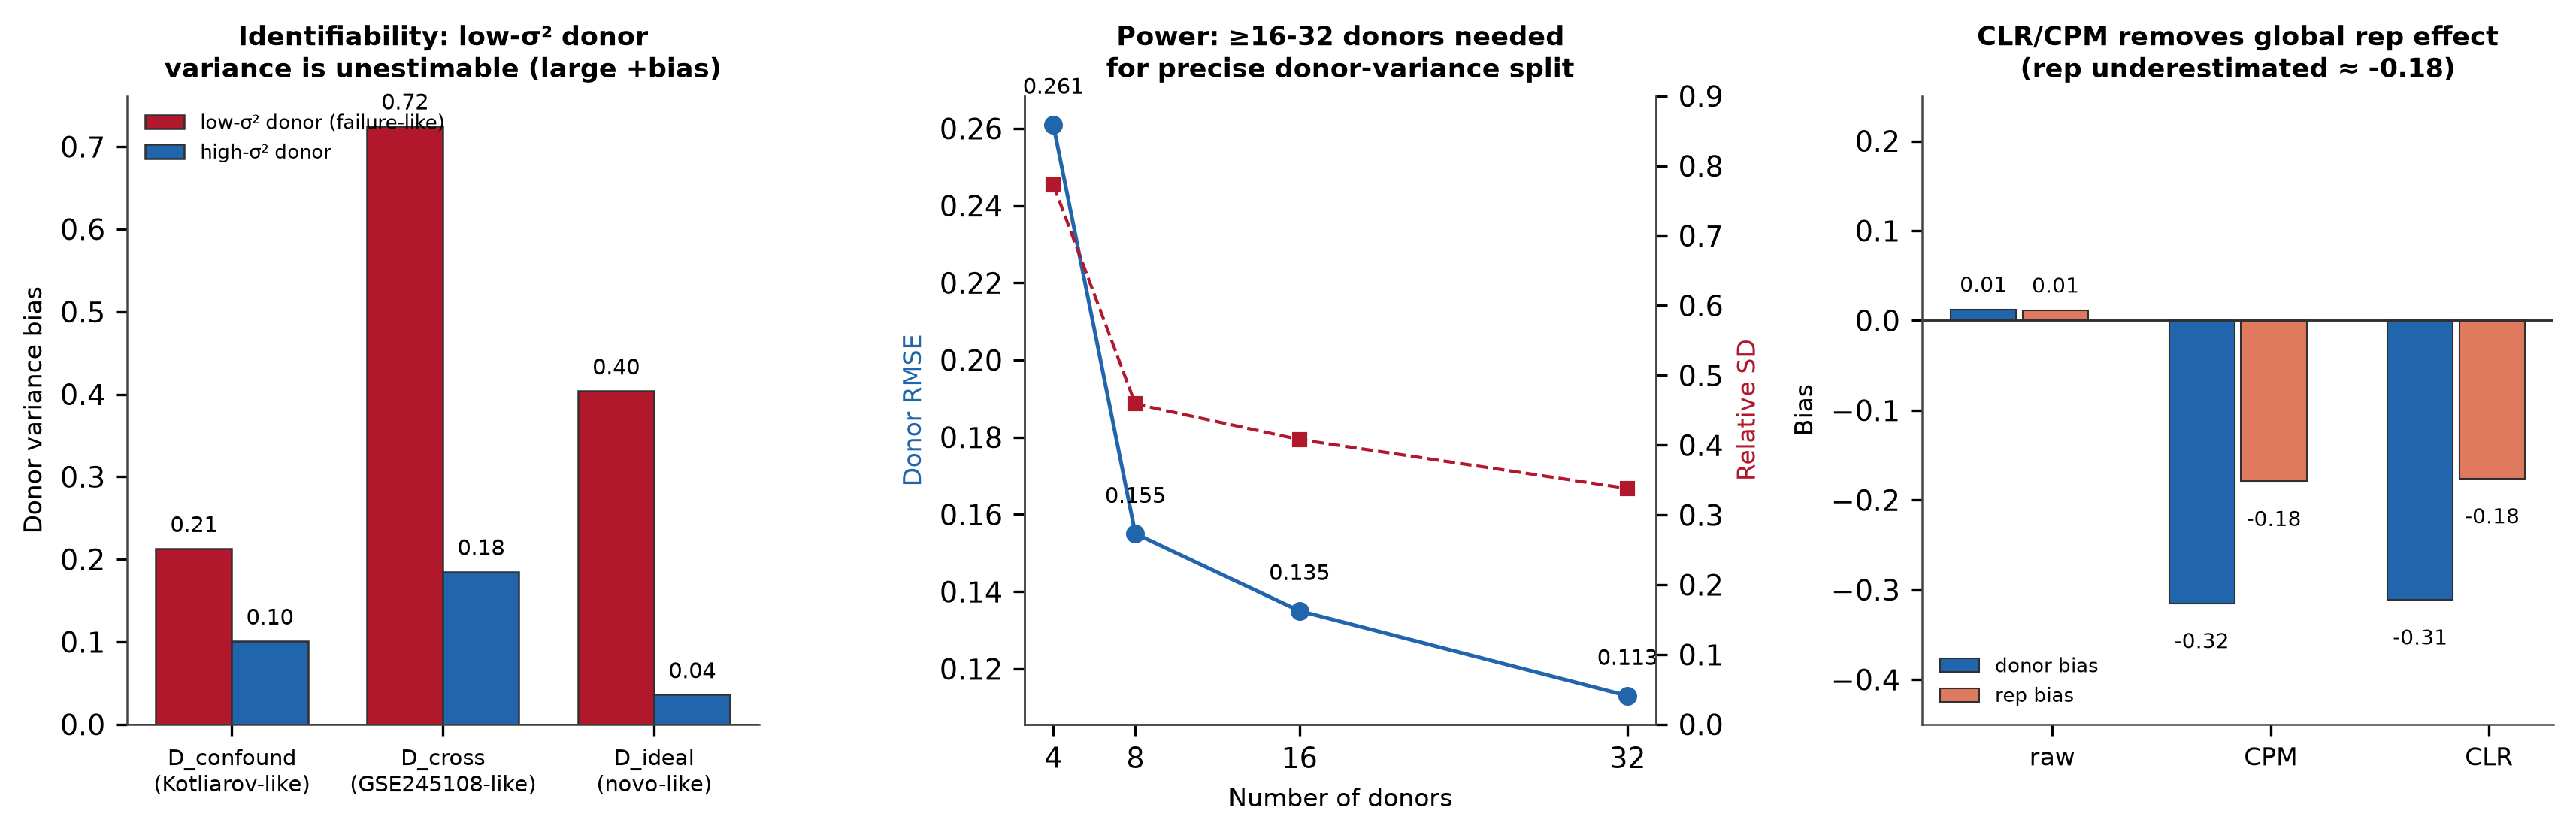 Identifiability: low-σ² donor
variance is unestimable (large +bias)
0.72
low-σ² donor (failure-like)
high-σ² donor
0.7
0.6
0.5
0.4
0.3
0.2
0.1
0.0
Donor variance bias
0.21
0.10
0.18
0.40
0.04
D_confound
(Kotliarov-like)
D_cross
(GSE245108-like)
D_ideal
(novo-like)
Power: ≥16-32 donors needed
for precise donor-variance split
0.261
0.26
0.24
0.22
0.20
0.18
0.16
0.14
0.12
Donor RMSE
0.155
0.135
0.113
0.9
0.8
0.7
0.6
0.5
0.4
0.3
0.2
0.1
0.0
Relative SD
4
8
16
32
Number of donors
CLR/CPM removes global rep effect
(rep underestimated ≈ -0.18)
0.2
0.1
0.0
−0.1
−0.2
−0.3
−0.4
Bias
0.01
0.01
-0.32
-0.18
-0.31
-0.18
donor bias
rep bias
raw
CPM
CLR